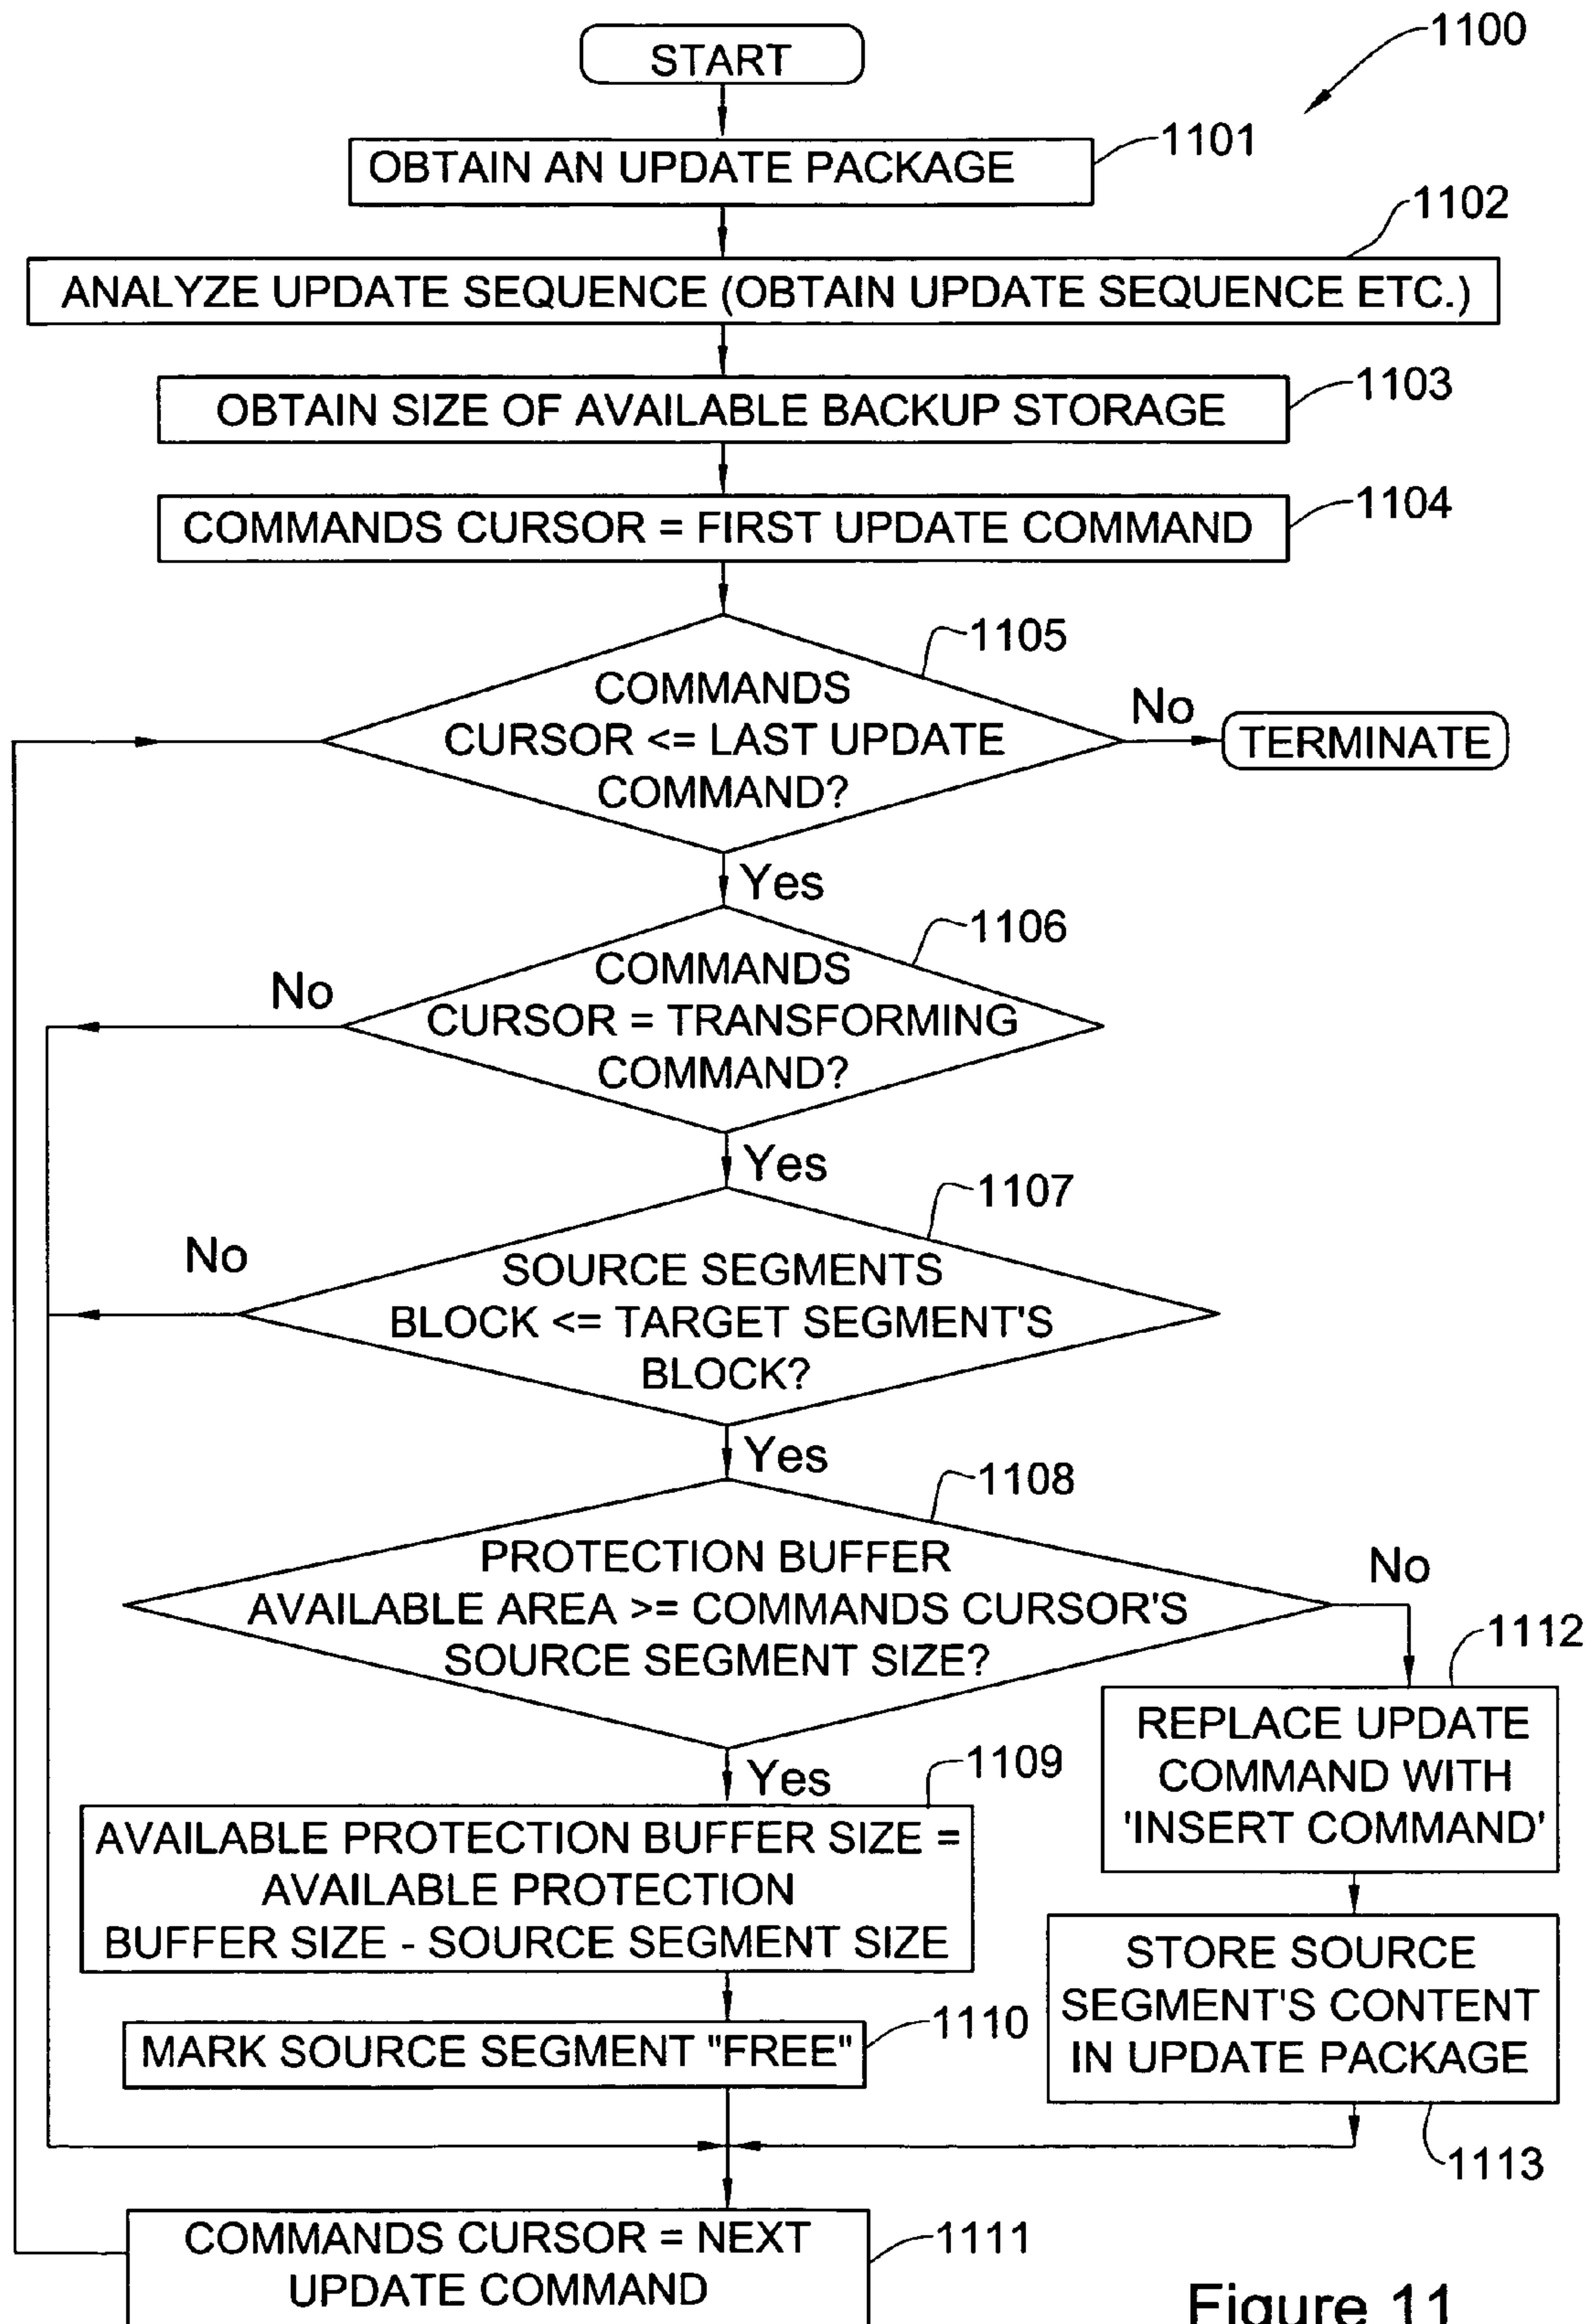 1100
START
1101
OBTAIN AN UPDATE PACKAGE
1102
ANALYZE UPDATE SEQUENCE (OBTAIN UPDATE SEQUENCE ETC.)
1103
OBTAIN SIZE OF AVAILABLE BACKUP STORAGE
1104
COMMANDS CURSOR = FIRST UPDATE COMMAND
1105
COMMANDS
CURSOR <= LAST UPDATE
COMMAND?
No
TERMINATE
Yes
1106
COMMANDS
CURSOR = TRANSFORMING
COMMAND?
No
Yes
1107
SOURCE SEGMENTS
BLOCK <= TARGET SEGMENT'S
BLOCK?
No
Yes
1108
PROTECTION BUFFER
AVAILABLE AREA >= COMMANDS CURSOR'S
SOURCE SEGMENT SIZE?
No
Yes
1112
REPLACE UPDATE
COMMAND WITH
'INSERT COMMAND'
1109
AVAILABLE PROTECTION BUFFER SIZE =
AVAILABLE PROTECTION
BUFFER SIZE - SOURCE SEGMENT SIZE
STORE SOURCE
SEGMENT'S CONTENT
IN UPDATE PACKAGE
1113
1110
MARK SOURCE SEGMENT "FREE"
1111
COMMANDS CURSOR = NEXT
UPDATE COMMAND
Figure 11